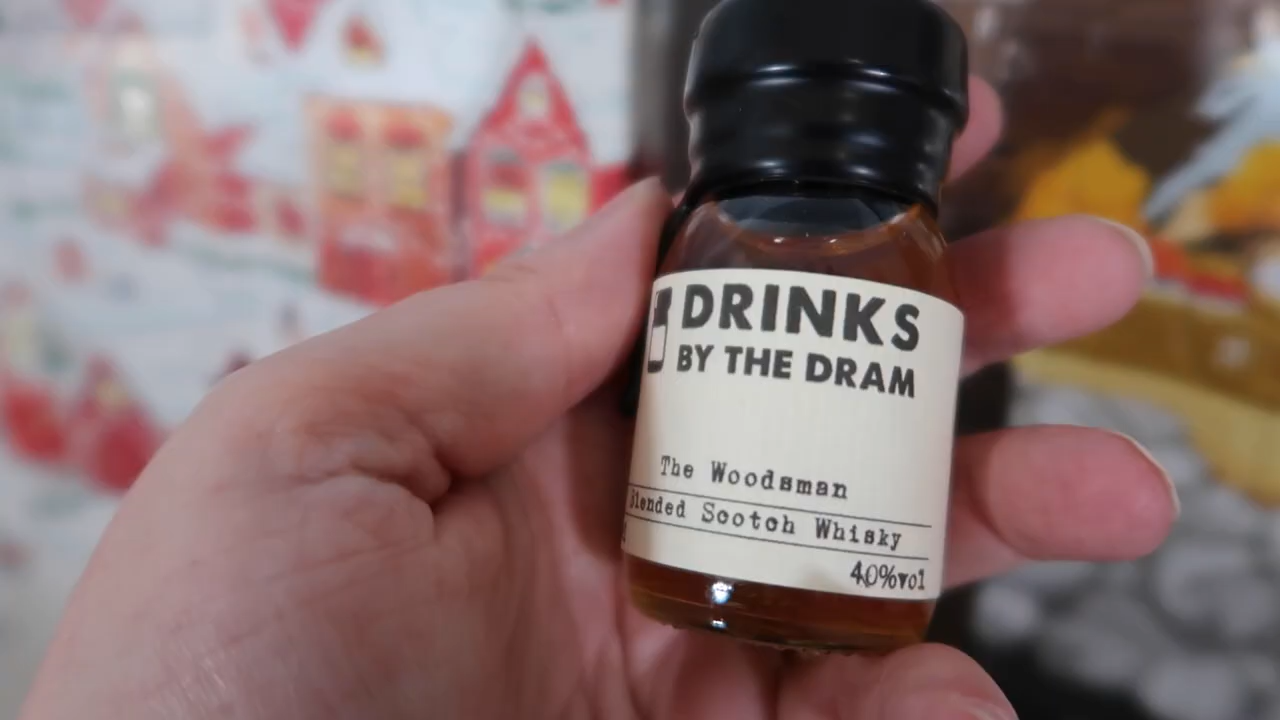 DRINKS
BY THE DRAM
The Woodsman
Blended Scotch Whisky
40%vol